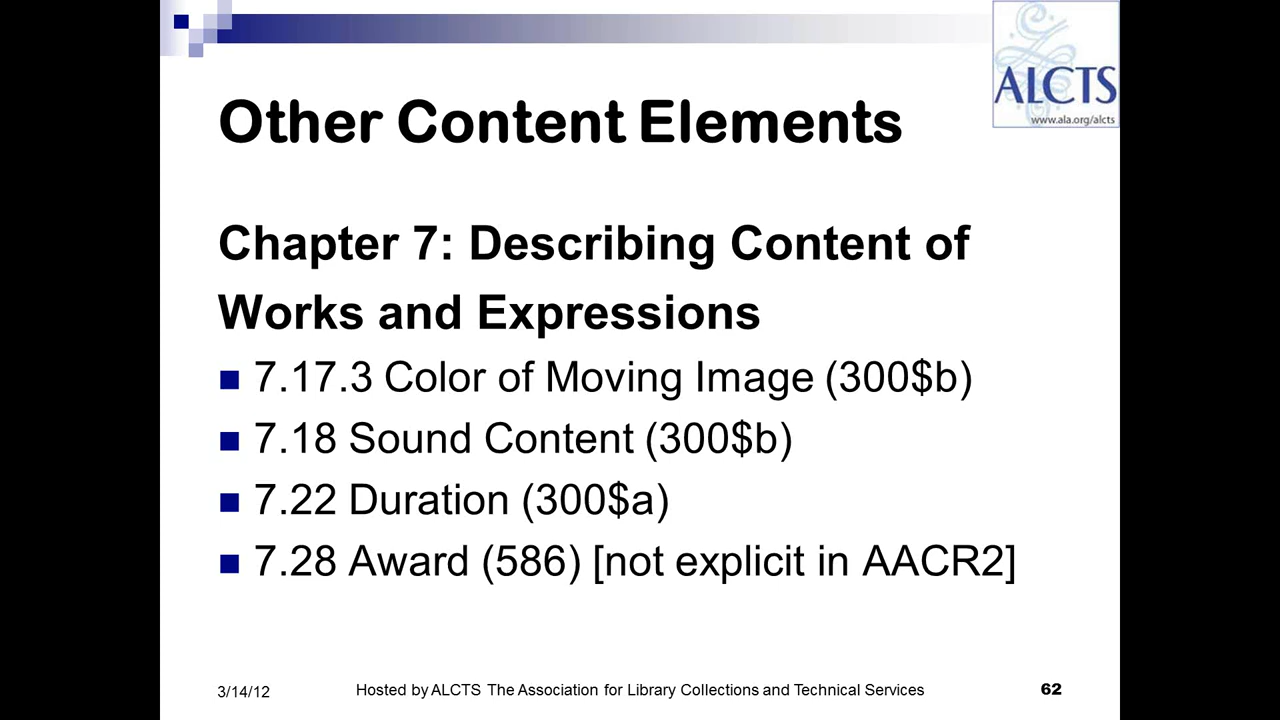 ALCTS
www.ala.org/alcts
Other Content Elements
Chapter 7: Describing Content of
Works and Expressions
7.17.3 Color of Moving Image (300$b)
7.18 Sound Content (300$b)
7.22 Duration (300$a)
7.28 Award (586) [not explicit in AACR2]
3/14/12
Hosted by ALCTS The Association for Library Collections and Technical Services
62